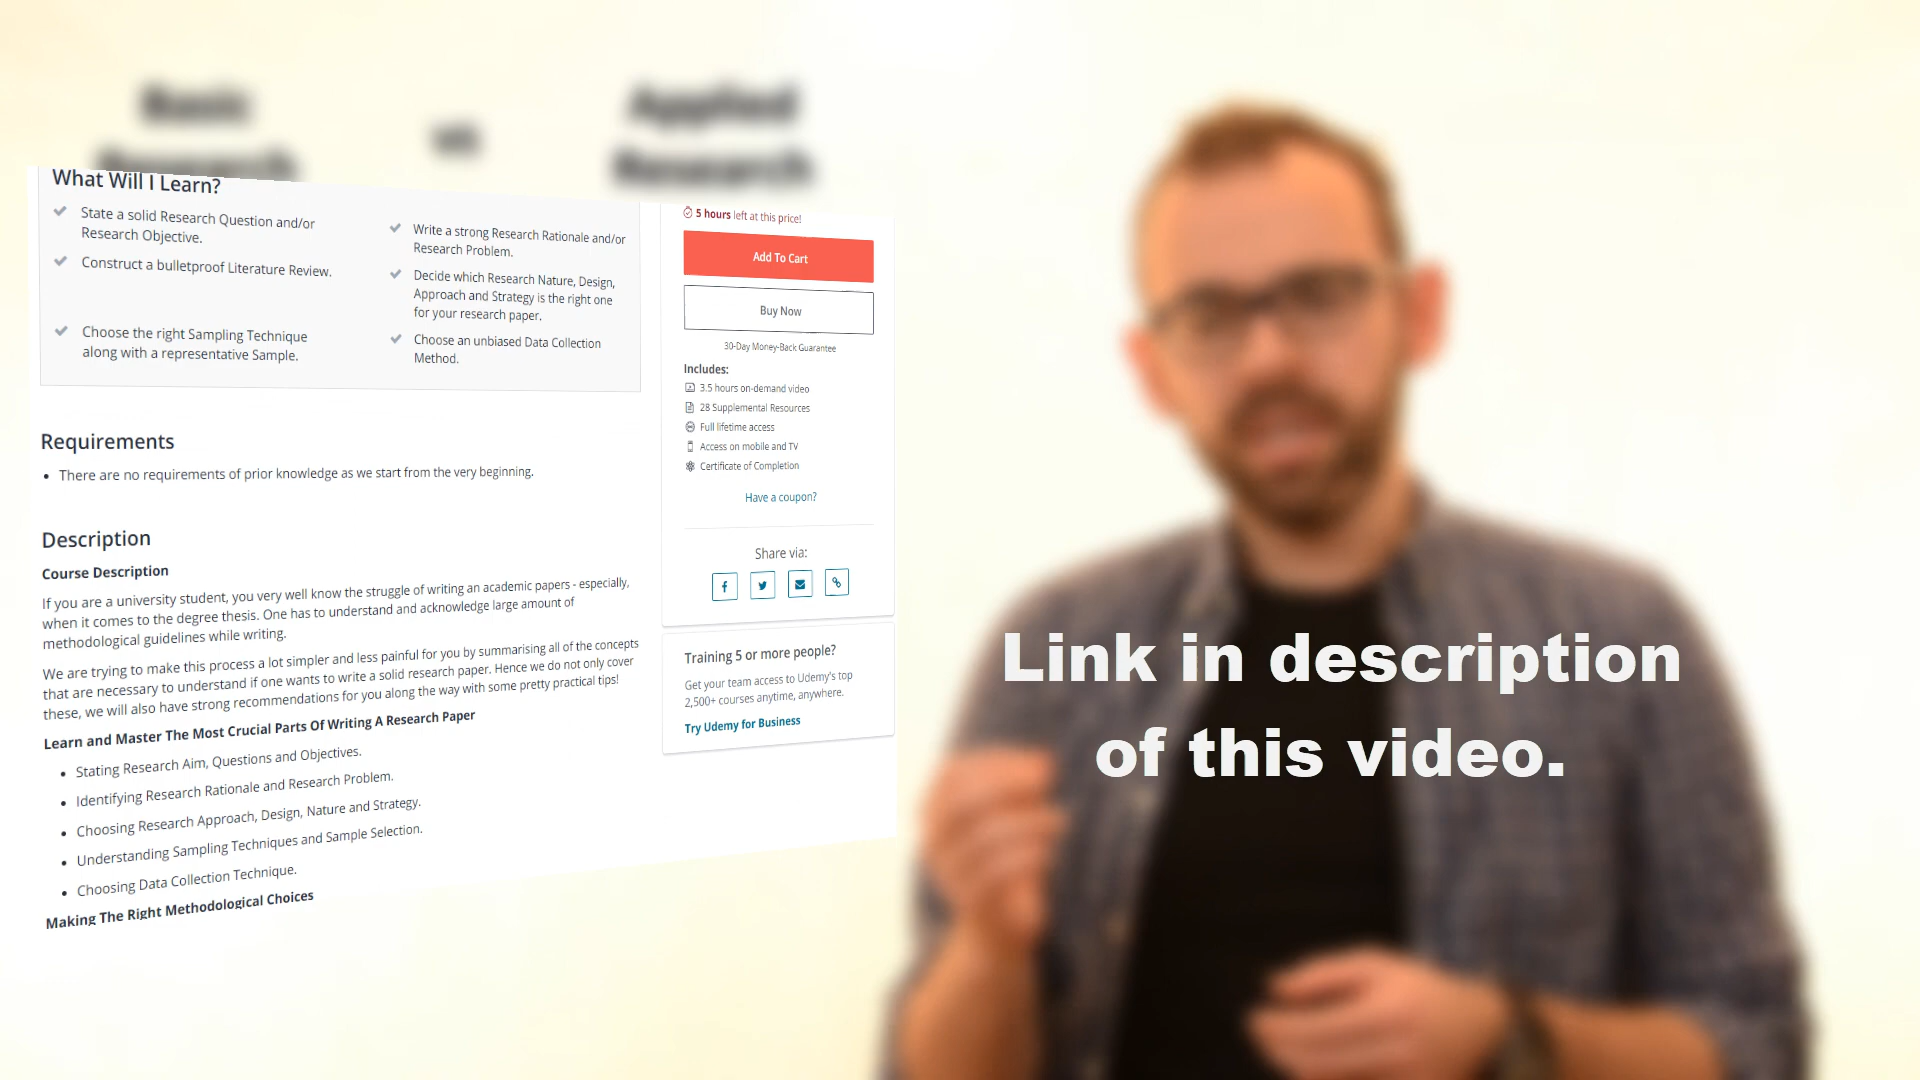 Basic
Research
vs
Applied
Research
What Will I Learn?
State a solid Research Question and/or
Research Objective.
Construct a bulletproof Literature Review.
Choose the right Sampling Technique
along with a representative Sample.
Write a strong Research Rationale and/or
Research Problem.
Decide which Research Nature, Design,
Approach and Strategy is the right one
for your research paper.
Choose an unbiased Data Collection
Method.
Requirements
There are no requirements of prior knowledge as we start from the very beginning.
Description
Course Description
If you are a university student, you very well know the struggle of writing an academic papers - especially,
when it comes to the degree thesis. One has to understand and acknowledge large amount of
methodological guidelines while writing.
We are trying to make this process a lot simpler and less painful for you by summarising all of the concepts
that are necessary to understand if one wants to write a solid research paper. Hence we do not only cover
these, we will also have strong recommendations for you along the way with some pretty practical tips!
Learn and Master The Most Crucial Parts Of Writing A Research Paper
Stating Research Aim, Questions and Objectives.
Identifying Research Rationale and Research Problem.
Choosing Research Approach, Design, Nature and Strategy.
Understanding Sampling Techniques and Sample Selection.
Choosing Data Collection Technique.
Making The Right Methodological Choices
5 hours left at this price!
Add To Cart
Buy Now
30-Day Money-Back Guarantee
Includes:
3.5 hours on-demand video
28 Supplemental Resources
Full lifetime access
Access on mobile and TV
Certificate of Completion
Have a coupon?
Share via:
Training 5 or more people?
Get your team access to Udemy's top
2,500+ courses anytime, anywhere.
Try Udemy for Business
Link in description
of this video.